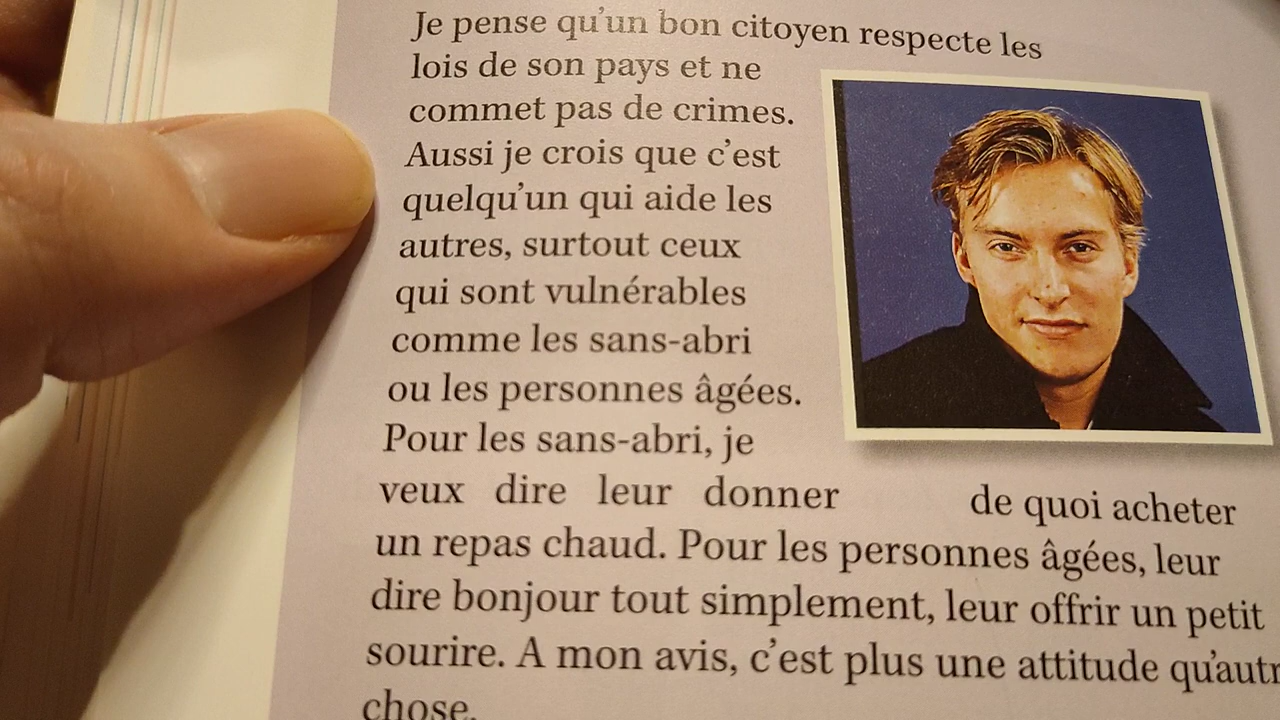 Je pense qu'un bon citoyen respecte les
lois de son pays et ne
commet pas de crimes.
Aussi je crois que c'est
quelqu'un qui aide les
autres, surtout ceux
qui sont vulnérables
comme les sans-abri
ou les personnes âgées.
Pour les sans-abri, je
veux dire leur donner de quoi acheter
un repas chaud. Pour les personnes âgées, leur
dire bonjour tout simplement, leur offrir un petit
sourire. A mon avis, c'est plus une attitude qu'autr
chose.